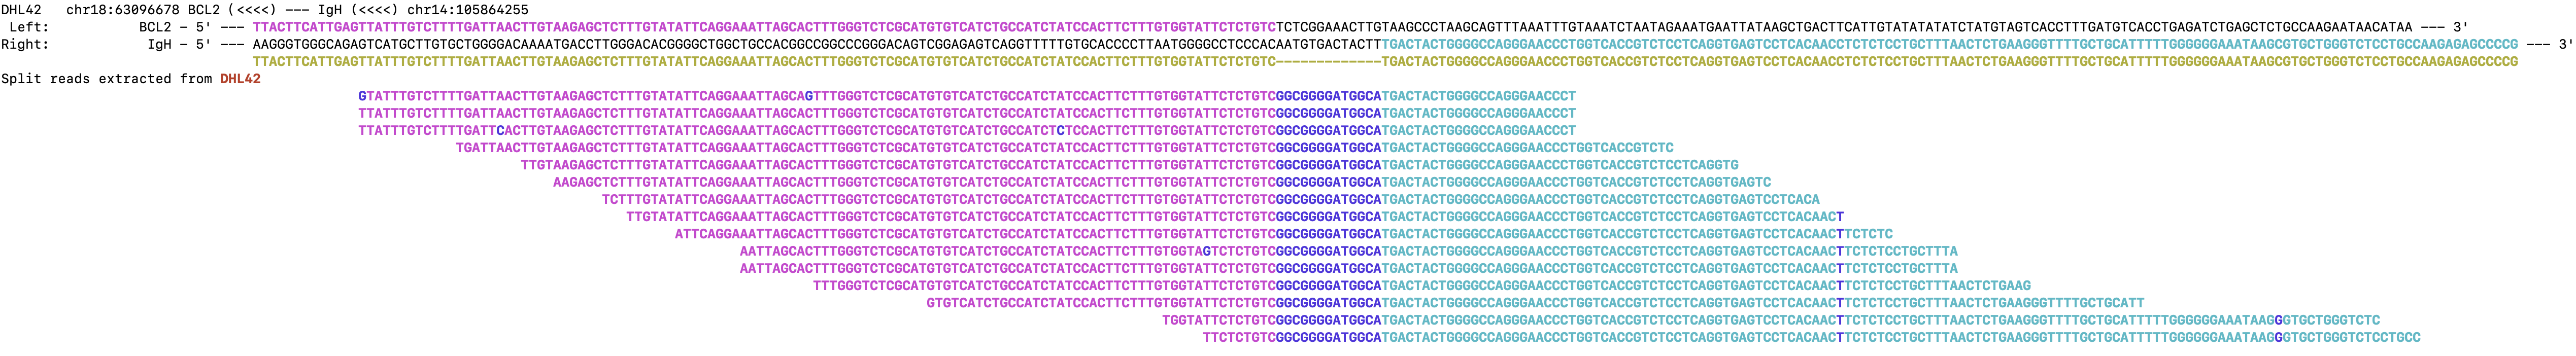 DHL42   chr18:63096678 BCL2 (<<<<) --- IgH (<<<<) chr14:105864255
Left:           BCL2 - 5' --- TTACTTCATTGAGTTATTTGTCTTTTGATTAACTTGTAAGAGCTCTTTGTATATTCAGGAAATTAGCACTTTGGGTCTCGCATGTGTCATCTGCCATCTATCCACTTCTTTGTGGTATTCTCTGTCTCTCGGAAACTTGTAAGCCCTAAGCAGTTTAAATTTGTAAATCTAATAGAAATGAATTATAAGCTGACTTCATTGTATATATATCTATGTAGTCACCTTTGATGTCACCTGAGATCTGAGCTCTGCCAAGAATAACATAA --- 3'
Right:           IgH - 5' --- AAGGGTGGGCAGAGTCATGCTTGTGCTGGGGACAAAATGACCTTGGGACACGGGGCTGGCTGCCACGGCCGGCCCGGGACAGTCGGAGAGTCAGGTTTTTGTGCACCCCTTAATGGGGCCTCCCACAATGTGACTACTTTGACTACTGGGGCCAGGGAACCCTGGTCACCGTCTCCTCAGGTGAGTCCTCACAACCTCTCTCCTGCTTTAACTCTGAAGGGTTTTGCTGCATTTTTGGGGGGAAATAAGCGTGCTGGGTCTCCTGCCAAGAGAGCCCCG --- 3'
TTACTTCATTGAGTTATTTGTCTTTTGATTAACTTGTAAGAGCTCTTTGTATATTCAGGAAATTAGCACTTTGGGTCTCGCATGTGTCATCTGCCATCTATCCACTTCTTTGTGGTATTCTCTGTC-------------TGACTACTGGGGCCAGGGAACCCTGGTCACCGTCTCCTCAGGTGAGTCCTCACAACCTCTCTCCTGCTTTAACTCTGAAGGGTTTTGCTGCATTTTTGGGGGGAAATAAGCGTGCTGGGTCTCCTGCCAAGAGAGCCCCG
Split reads extracted from DHL42
GTATTTGTCTTTTGATTAACTTGTAAGAGCTCTTTGTATATTCAGGAAATTAGCAGTTTGGGTCTCGCATGTGTCATCTGCCATCTATCCACTTCTTTGTGGTATTCTCTGTCGGCGGGGATGGCATGACTACTGGGGCCAGGGAACCCT
TTATTTGTCTTTTGATTAACTTGTAAGAGCTCTTTGTATATTCAGGAAATTAGCACTTTGGGTCTCGCATGTGTCATCTGCCATCTATCCACTTCTTTGTGGTATTCTCTGTCGGCGGGGATGGCATGACTACTGGGGCCAGGGAACCCT
TTATTTGTCTTTTGATTCACTTGTAAGAGCTCTTTGTATATTCAGGAAATTAGCACTTTGGGTCTCGCATGTGTCATCTGCCATCTCTCCACTTCTTTGTGGTATTCTCTGTCGGCGGGGATGGCATGACTACTGGGGCCAGGGAACCCT
TGATTAACTTGTAAGAGCTCTTTGTATATTCAGGAAATTAGCACTTTGGGTCTCGCATGTGTCATCTGCCATCTATCCACTTCTTTGTGGTATTCTCTGTCGGCGGGGATGGCATGACTACTGGGGCCAGGGAACCCTGGTCACCGTCTC
TTGTAAGAGCTCTTTGTATATTCAGGAAATTAGCACTTTGGGTCTCGCATGTGTCATCTGCCATCTATCCACTTCTTTGTGGTATTCTCTGTCGGCGGGGATGGCATGACTACTGGGGCCAGGGAACCCTGGTCACCGTCTCCTCAGGTG
AAGAGCTCTTTGTATATTCAGGAAATTAGCACTTTGGGTCTCGCATGTGTCATCTGCCATCTATCCACTTCTTTGTGGTATTCTCTGTCGGCGGGGATGGCATGACTACTGGGGCCAGGGAACCCTGGTCACCGTCTCCTCAGGTGAGTC
TCTTTGTATATTCAGGAAATTAGCACTTTGGGTCTCGCATGTGTCATCTGCCATCTATCCACTTCTTTGTGGTATTCTCTGTCGGCGGGGATGGCATGACTACTGGGGCCAGGGAACCCTGGTCACCGTCTCCTCAGGTGAGTCCTCACA
TTGTATATTCAGGAAATTAGCACTTTGGGTCTCGCATGTGTCATCTGCCATCTATCCACTTCTTTGTGGTATTCTCTGTCGGCGGGGATGGCATGACTACTGGGGCCAGGGAACCCTGGTCACCGTCTCCTCAGGTGAGTCCTCACAACT
ATTCAGGAAATTAGCACTTTGGGTCTCGCATGTGTCATCTGCCATCTATCCACTTCTTTGTGGTATTCTCTGTCGGCGGGGATGGCATGACTACTGGGGCCAGGGAACCCTGGTCACCGTCTCCTCAGGTGAGTCCTCACAACTTCTCTC
AATTAGCACTTTGGGTCTCGCATGTGTCATCTGCCATCTATCCACTTCTTTGTGGTAGTCTCTGTCGGCGGGGATGGCATGACTACTGGGGCCAGGGAACCCTGGTCACCGTCTCCTCAGGTGAGTCCTCACAACTTCTCTCCTGCTTTA
AATTAGCACTTTGGGTCTCGCATGTGTCATCTGCCATCTATCCACTTCTTTGTGGTATTCTCTGTCGGCGGGGATGGCATGACTACTGGGGCCAGGGAACCCTGGTCACCGTCTCCTCAGGTGAGTCCTCACAACTTCTCTCCTGCTTTA
TTTGGGTCTCGCATGTGTCATCTGCCATCTATCCACTTCTTTGTGGTATTCTCTGTCGGCGGGGATGGCATGACTACTGGGGCCAGGGAACCCTGGTCACCGTCTCCTCAGGTGAGTCCTCACAACTTCTCTCCTGCTTTAACTCTGAAG
GTGTCATCTGCCATCTATCCACTTCTTTGTGGTATTCTCTGTCGGCGGGGATGGCATGACTACTGGGGCCAGGGAACCCTGGTCACCGTCTCCTCAGGTGAGTCCTCACAACTTCTCTCCTGCTTTAACTCTGAAGGGTTTTGCTGCATT
TGGTATTCTCTGTCGGCGGGGATGGCATGACTACTGGGGCCAGGGAACCCTGGTCACCGTCTCCTCAGGTGAGTCCTCACAACTTCTCTCCTGCTTTAACTCTGAAGGGTTTTGCTGCATTTTTGGGGGGAAATAAGGGTGCTGGGTCTC
TTCTCTGTCGGCGGGGATGGCATGACTACTGGGGCCAGGGAACCCTGGTCACCGTCTCCTCAGGTGAGTCCTCACAACTTCTCTCCTGCTTTAACTCTGAAGGGTTTTGCTGCATTTTTGGGGGGAAATAAGGGTGCTGGGTCTCCTGCC